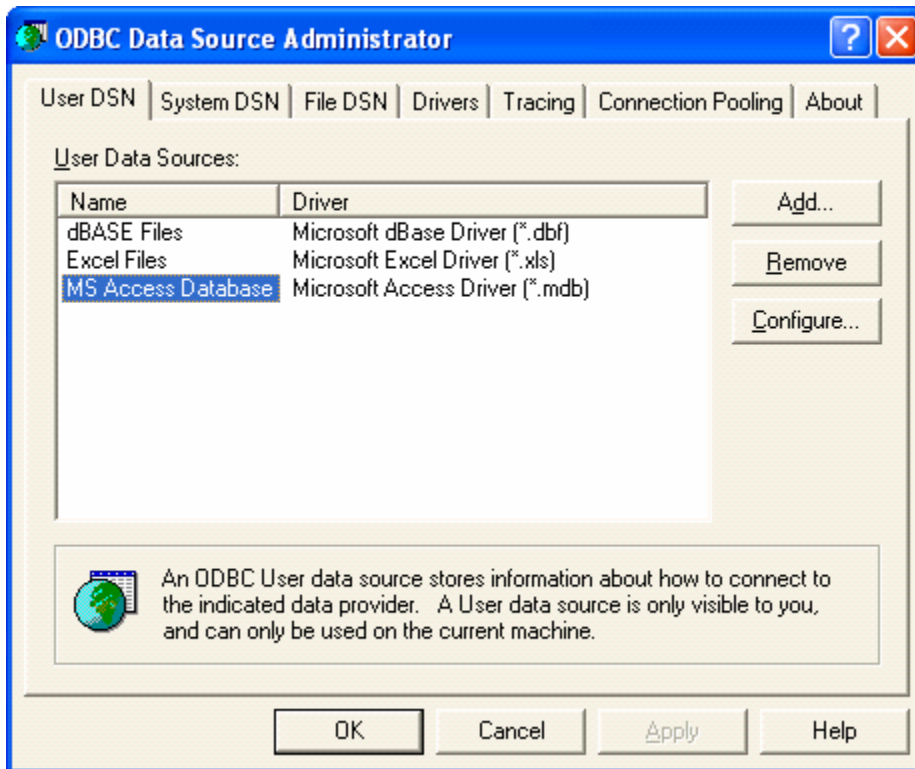 ODBC Data Source Administrator
User DSN System DSN File DSN Drivers Tracing Connection Pooling About
User Data Sources:
Name Driver
dBASE Files Microsoft dBase Driver (*.dbf)
Excel Files Microsoft Excel Driver (*.xls)
MS Access Database Microsoft Access Driver (*.mdb)
Add...
Remove
Configure...
An ODBC User data source stores information about how to connect to
the indicated data provider. A User data source is only visible to you,
and can only be used on the current machine.
OK Cancel Apply Help